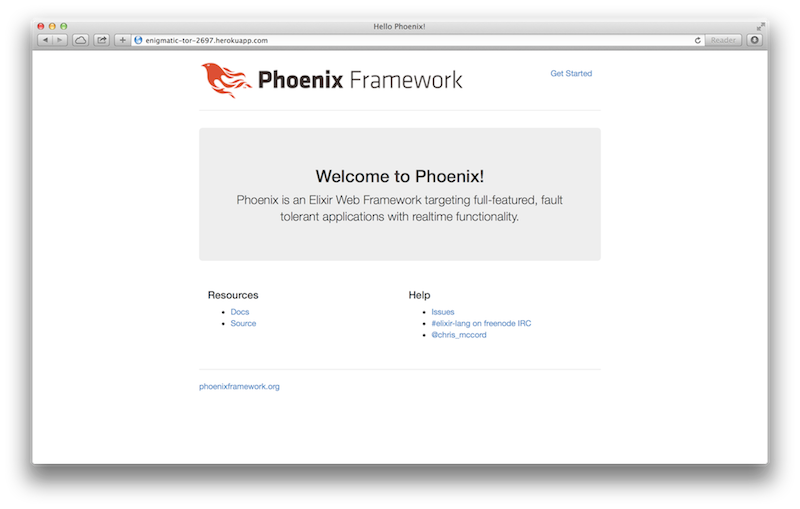 Hello Phoenix!
enigmatic-tor-2697.herokuapp.com
Reader
Phoenix Framework
Get Started
Welcome to Phoenix!
Phoenix is an Elixir Web Framework targeting full-featured, fault
tolerant applications with realtime functionality.
Resources
Docs
Source
Help
Issues
#elixir-lang on freenode IRC
@chris_mccord
phoenixframework.org